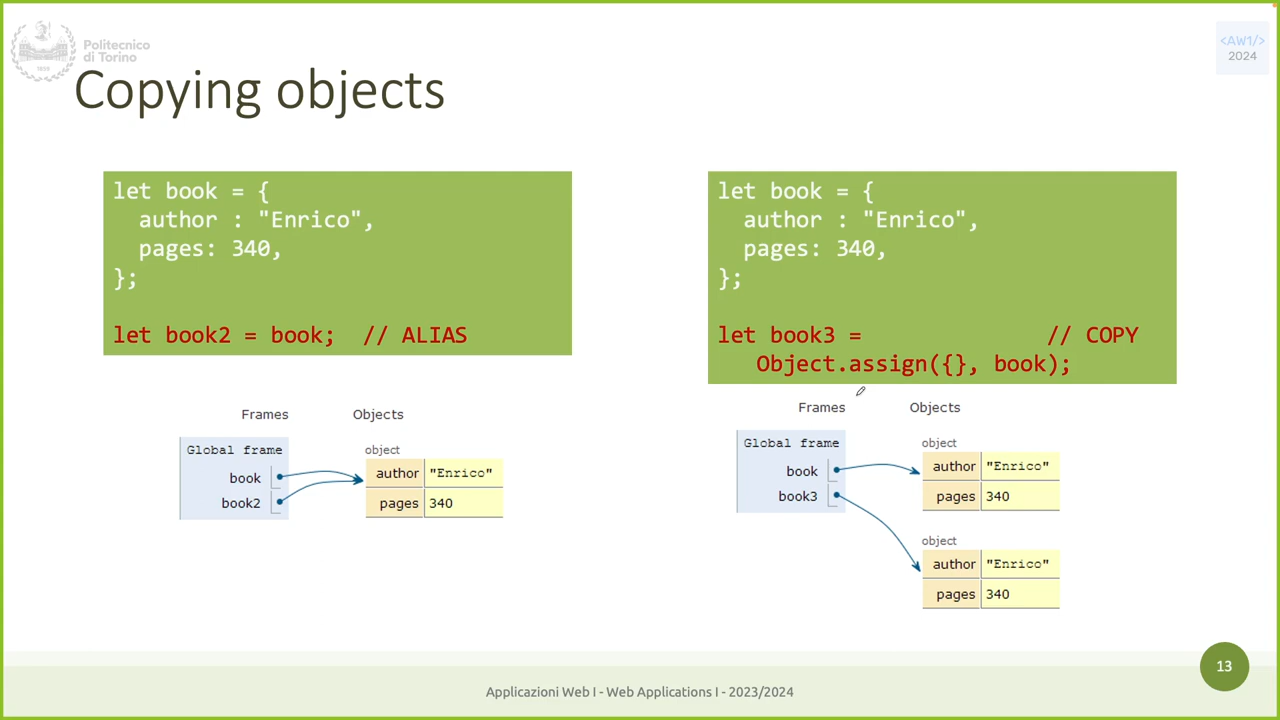 Politecnico
di Torino
1859
<AW1/>
2024
Copying objects
let book = {
author : "Enrico",
pages: 340,
};
let book2 = book;  // ALIAS
let book = {
author : "Enrico",
pages: 340,
};
let book3 =              // COPY
Object.assign({}, book);
Frames Objects
Global frame
book
book2
object
author "Enrico"
pages 340
Frames Objects
Global frame
book
book3
object
author "Enrico"
pages 340
object
author "Enrico"
pages 340
13
Applicazioni Web I - Web Applications I - 2023/2024